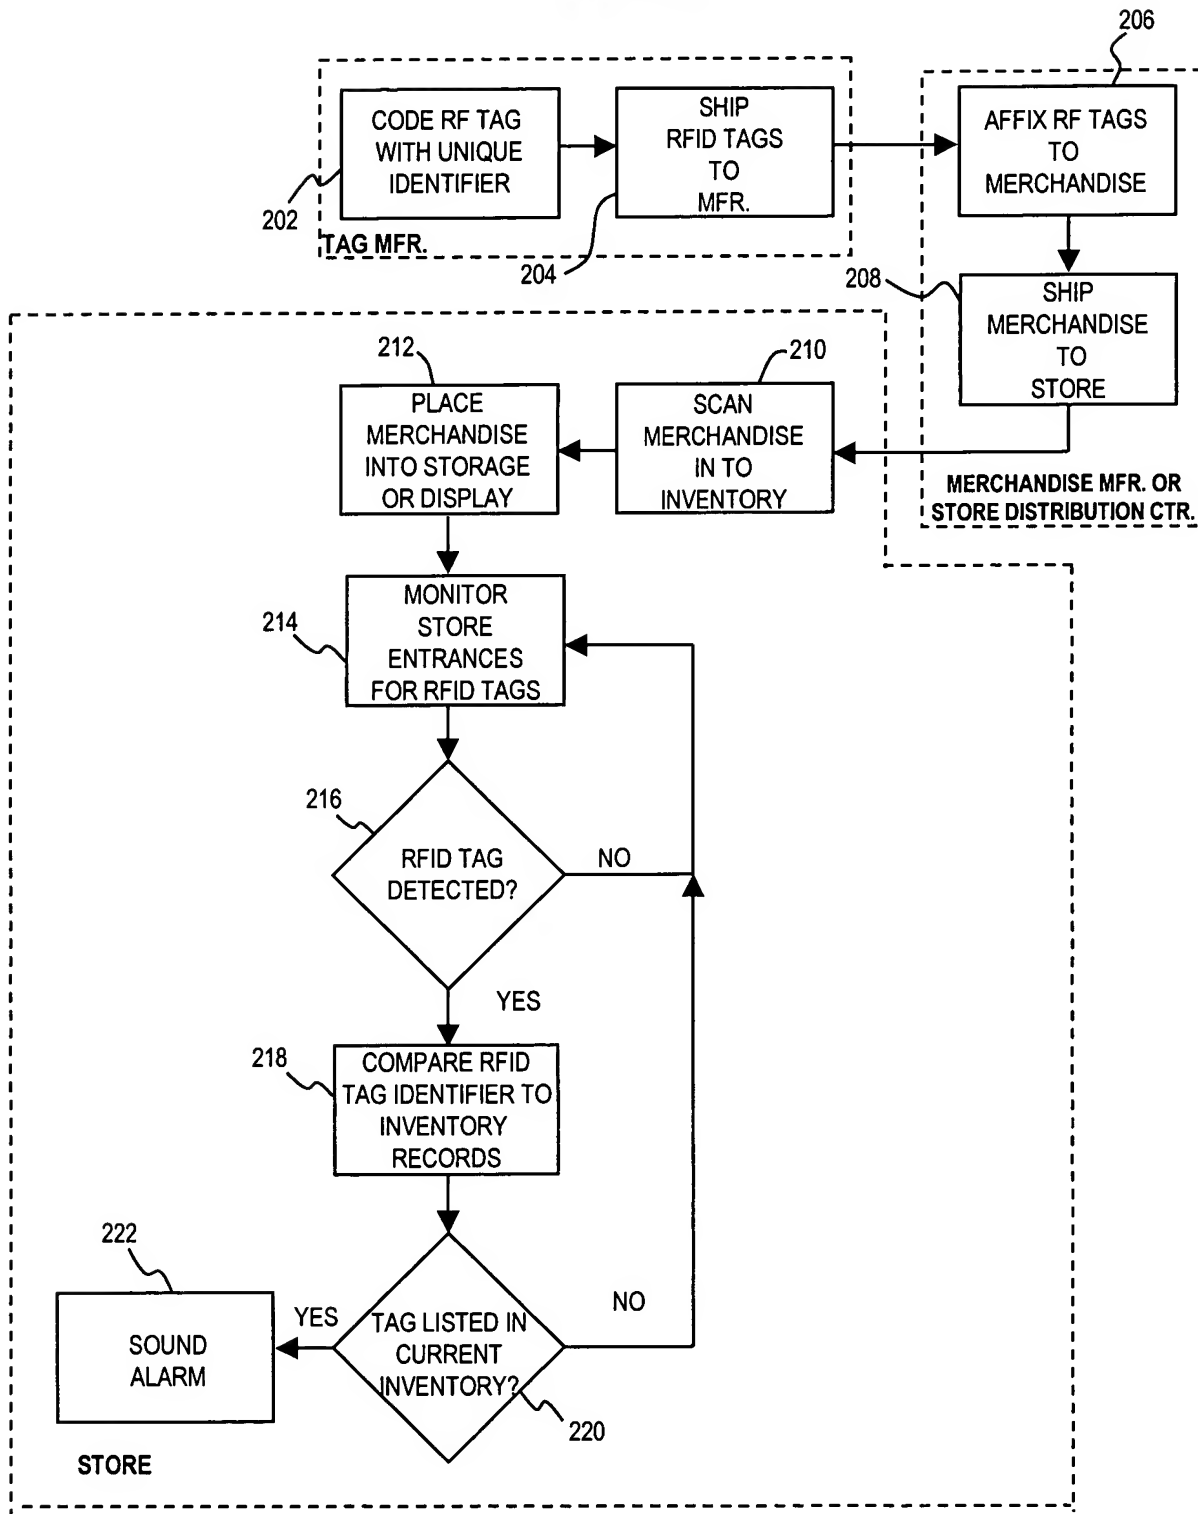 206
CODE RF TAG
WITH UNIQUE
IDENTIFIER
202
SHIP
RFID TAGS
TO
MFR.
204
TAG MFR.
AFFIX RF TAGS
TO
MERCHANDISE
208
SHIP
MERCHANDISE
TO
STORE
MERCHANDISE MFR. OR
STORE DISTRIBUTION CTR.
210
SCAN
MERCHANDISE
IN TO
INVENTORY
212
PLACE
MERCHANDISE
INTO STORAGE
OR DISPLAY
214
MONITOR
STORE
ENTRANCES
FOR RFID TAGS
216
RFID TAG
DETECTED?
NO
YES
218
COMPARE RFID
TAG IDENTIFIER TO
INVENTORY
RECORDS
TAG LISTED IN
CURRENT
INVENTORY?
220
NO
YES
222
SOUND
ALARM
STORE